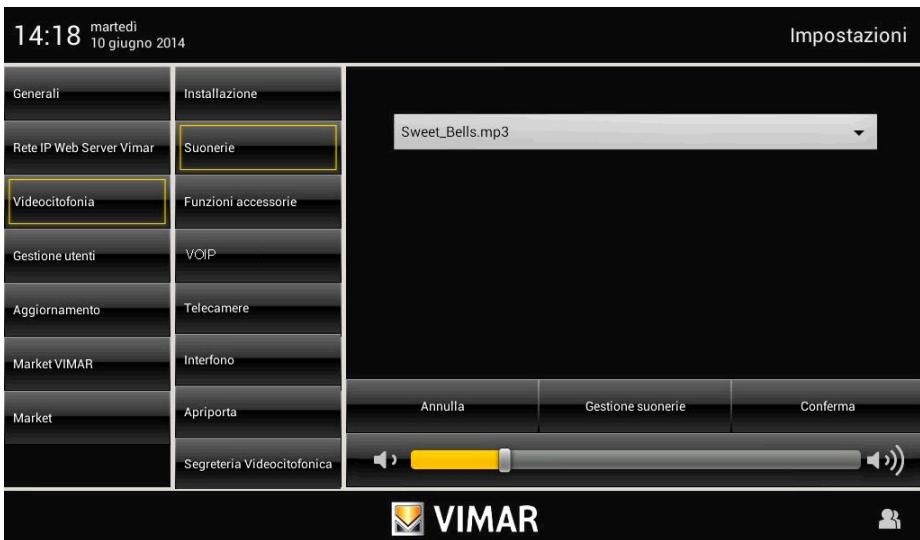 14:18
martedì
10 giugno 2014
Impostazioni
Generali
Rete IP Web Server Vimar
Videocitofonia
Gestione utenti
Aggiornamento
Market VIMAR
Market
Installazione
Suonerie
Funzioni accessorie
VOIP
Telecamere
Interfono
Apriporta
Segreteria Videocitofonica
Sweet_Bells.mp3
Annulla
Gestione suonerie
Conferma
VIMAR